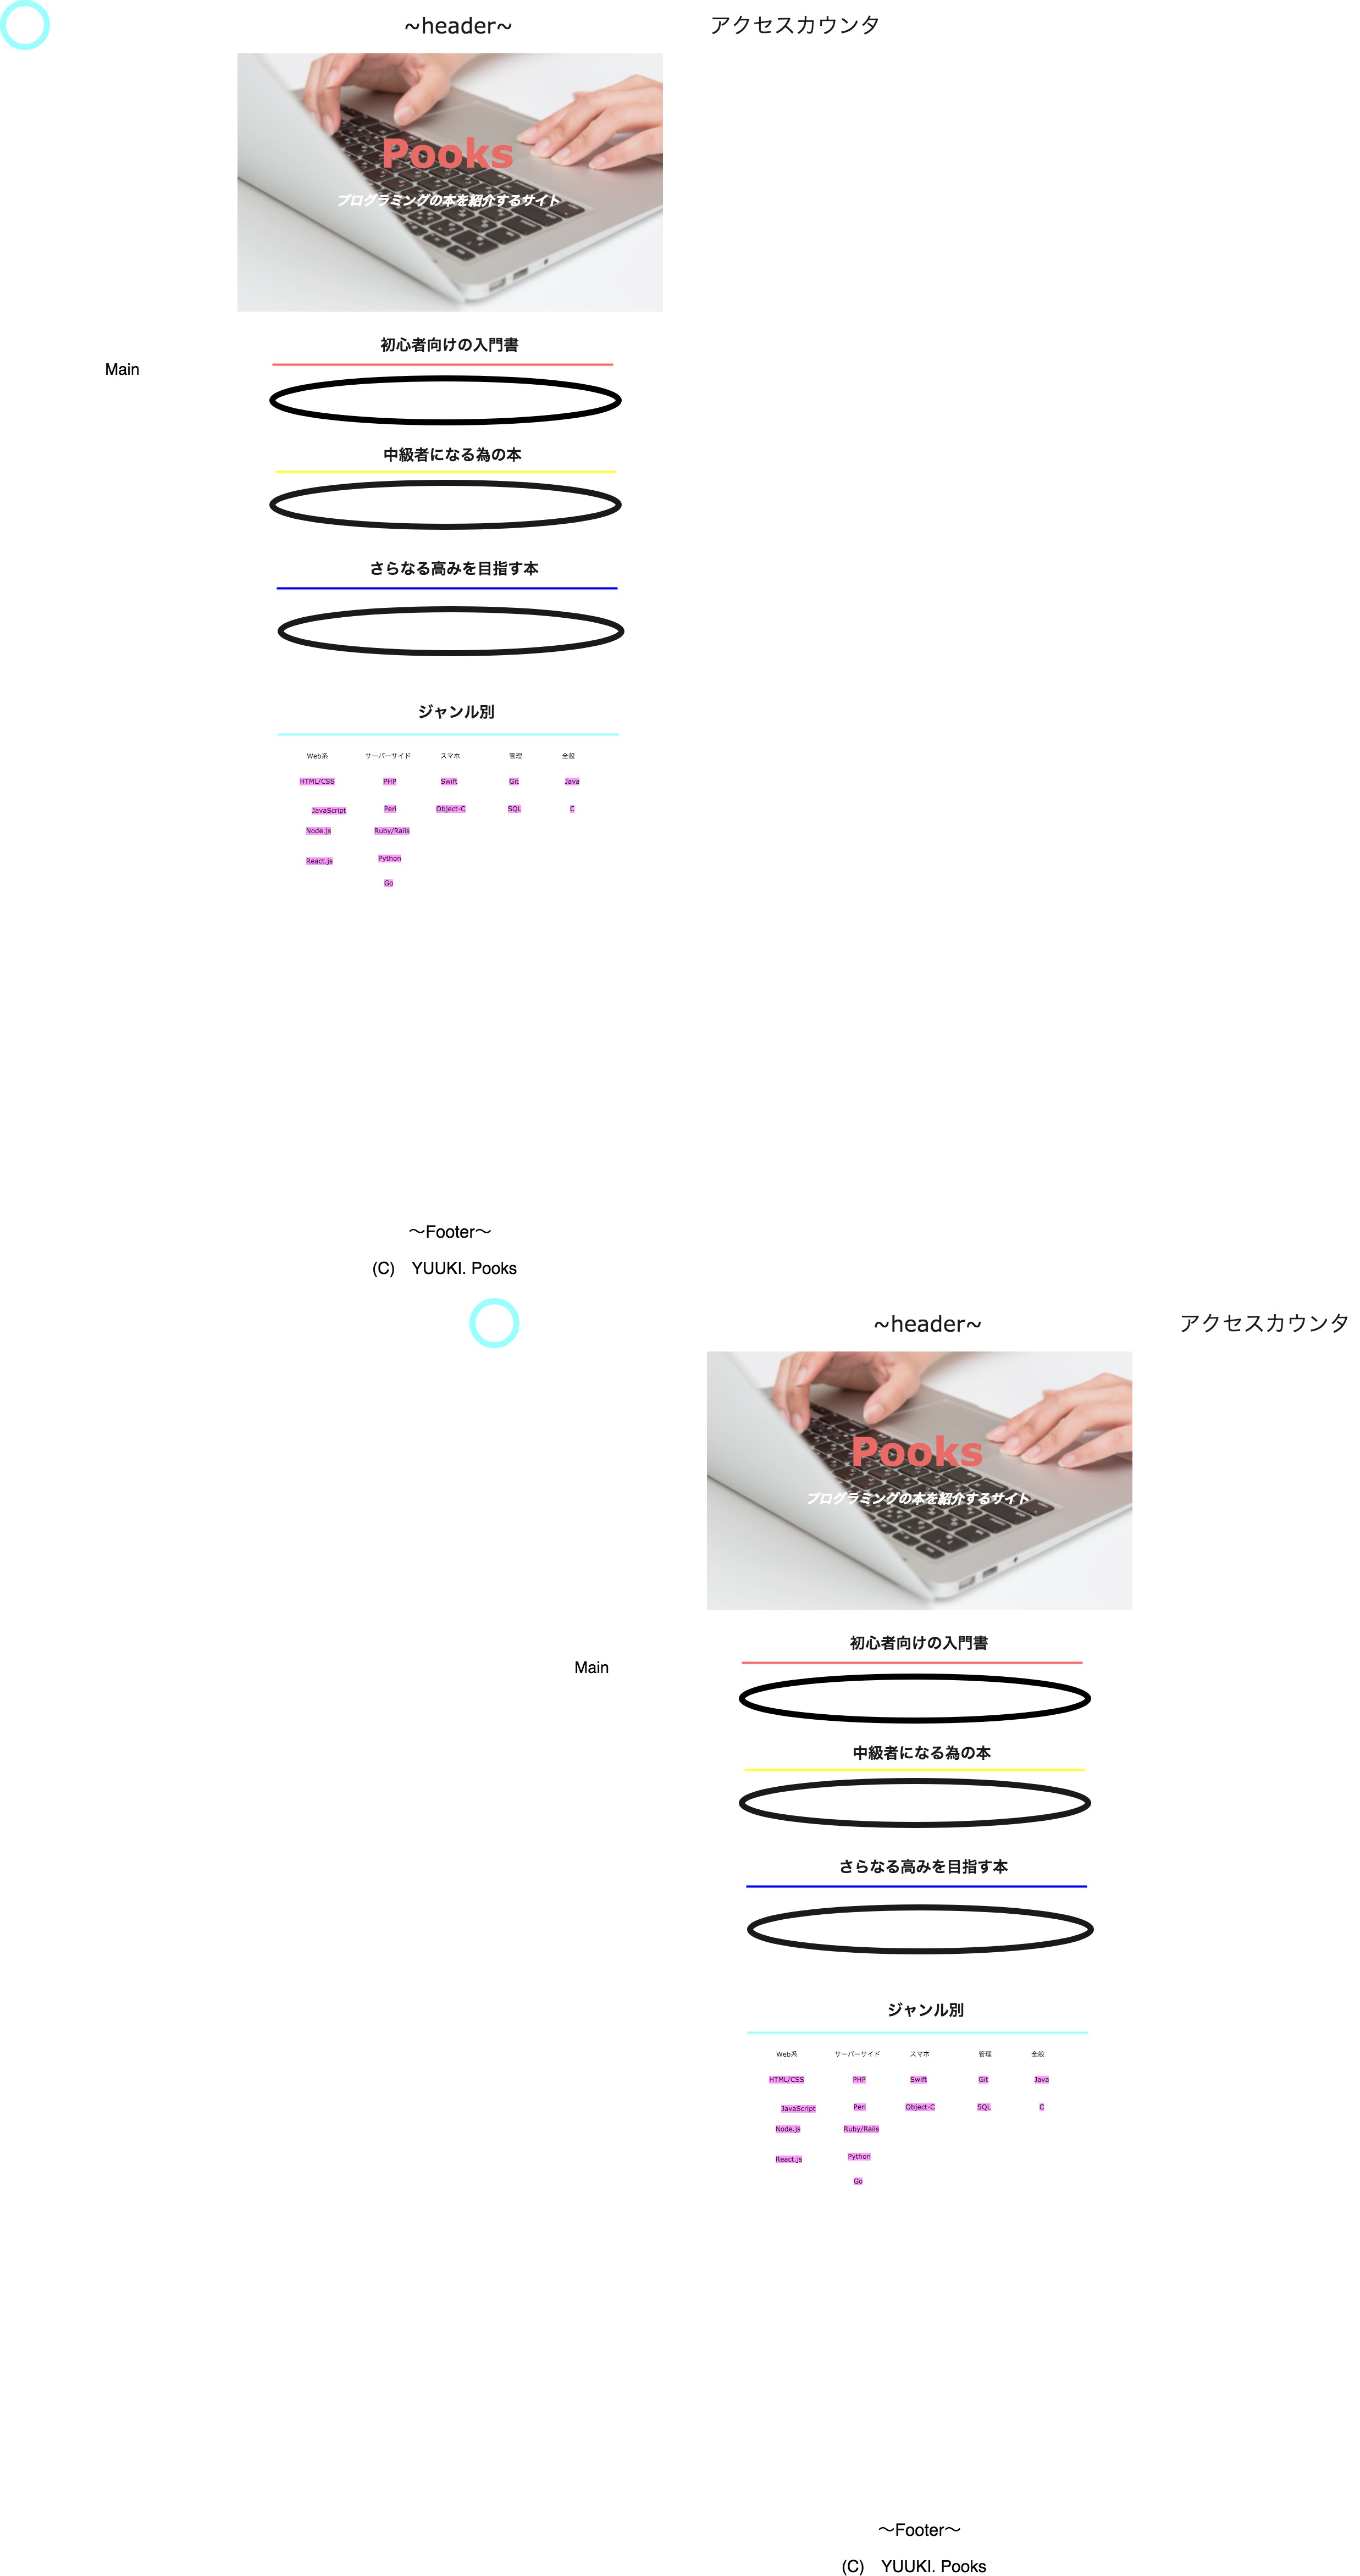 ~header~ アクセスカウンタ
Pooks
プログラミングの本を紹介するサイト
初心者向けの入門書
Main
中級者になる為の本
さらなる高みを目指す本
ジャンル別
Web系 サーバーサイド スマホ 管理 全般
HTML/CSS PHP Swift Git Java
JavaScript Perl Object-C SQL C
Node.js Ruby/Rails
React.js Python
Go
〜Footer〜
(C) YUUKI. Pooks
~header~ アクセスカウンタ
Pooks
プログラミングの本を紹介するサイト
初心者向けの入門書
Main
中級者になる為の本
さらなる高みを目指す本
ジャンル別
Web系 サーバーサイド スマホ 管理 全般
HTML/CSS PHP Swift Git Java
JavaScript Perl Object-C SQL C
Node.js Ruby/Rails
React.js Python
Go
〜Footer〜
(C) YUUKI. Pooks